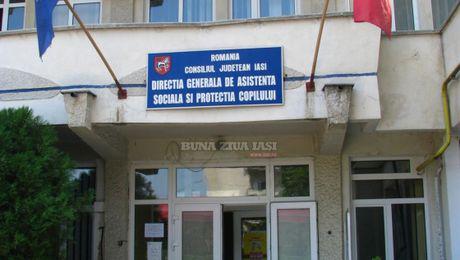 ROMANIA
CONSILIUL JUDETEAN IASI
DIRECTIA GENERALA DE ASISTENTA
SOCIALA SI PROTECTIA COPILULUI
BUNA ZIUA IASI